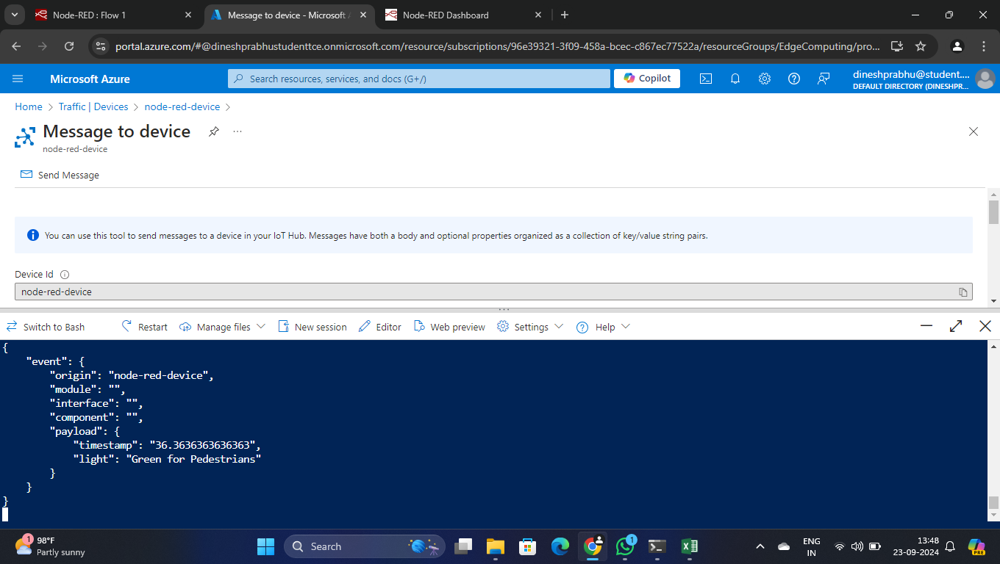 Node-RED : Flow 1
Message to device - Microsoft A
Node-RED Dashboard
portal.azure.com/#@dineshprabhustudenttce.onmicrosoft.com/resource/subscriptions/96e39321-3f09-458a-bcec-c867ec77522a/resourceGroups/EdgeComputing/pro...
Microsoft Azure
Search resources, services, and docs (G+/)
Copilot
dineshprabhu@student....
DEFAULT DIRECTORY (DINESHPR...
Home > Traffic | Devices > node-red-device >
Message to device
node-red-device
Send Message
You can use this tool to send messages to a device in your IoT Hub. Messages have both a body and optional properties organized as a collection of key/value string pairs.
Device Id
node-red-device
Switch to Bash Restart Manage files New session Editor Web preview Settings Help
{
"event": {
"origin": "node-red-device",
"module": "",
"interface": "",
"component": "",
"payload": {
"timestamp": "36.3636363636363",
"light": "Green for Pedestrians"
}
}
}
1
98°F
Partly sunny
Search
1
ENG
IN
13:48
23-09-2024
PRE